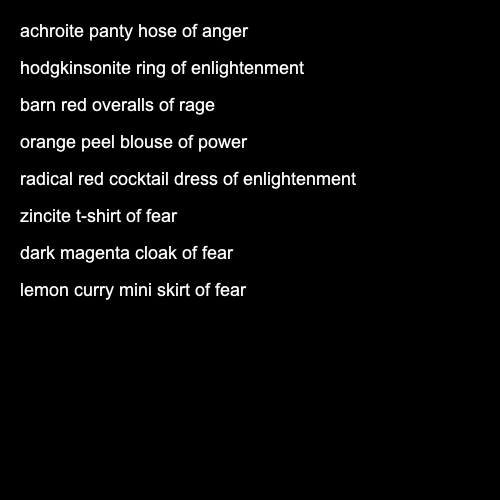 achroite panty hose of anger
hodgkinsonite ring of enlightenment
barn red overalls of rage
orange peel blouse of power
radical red cocktail dress of enlightenment
zincite t-shirt of fear
dark magenta cloak of fear
lemon curry mini skirt of fear